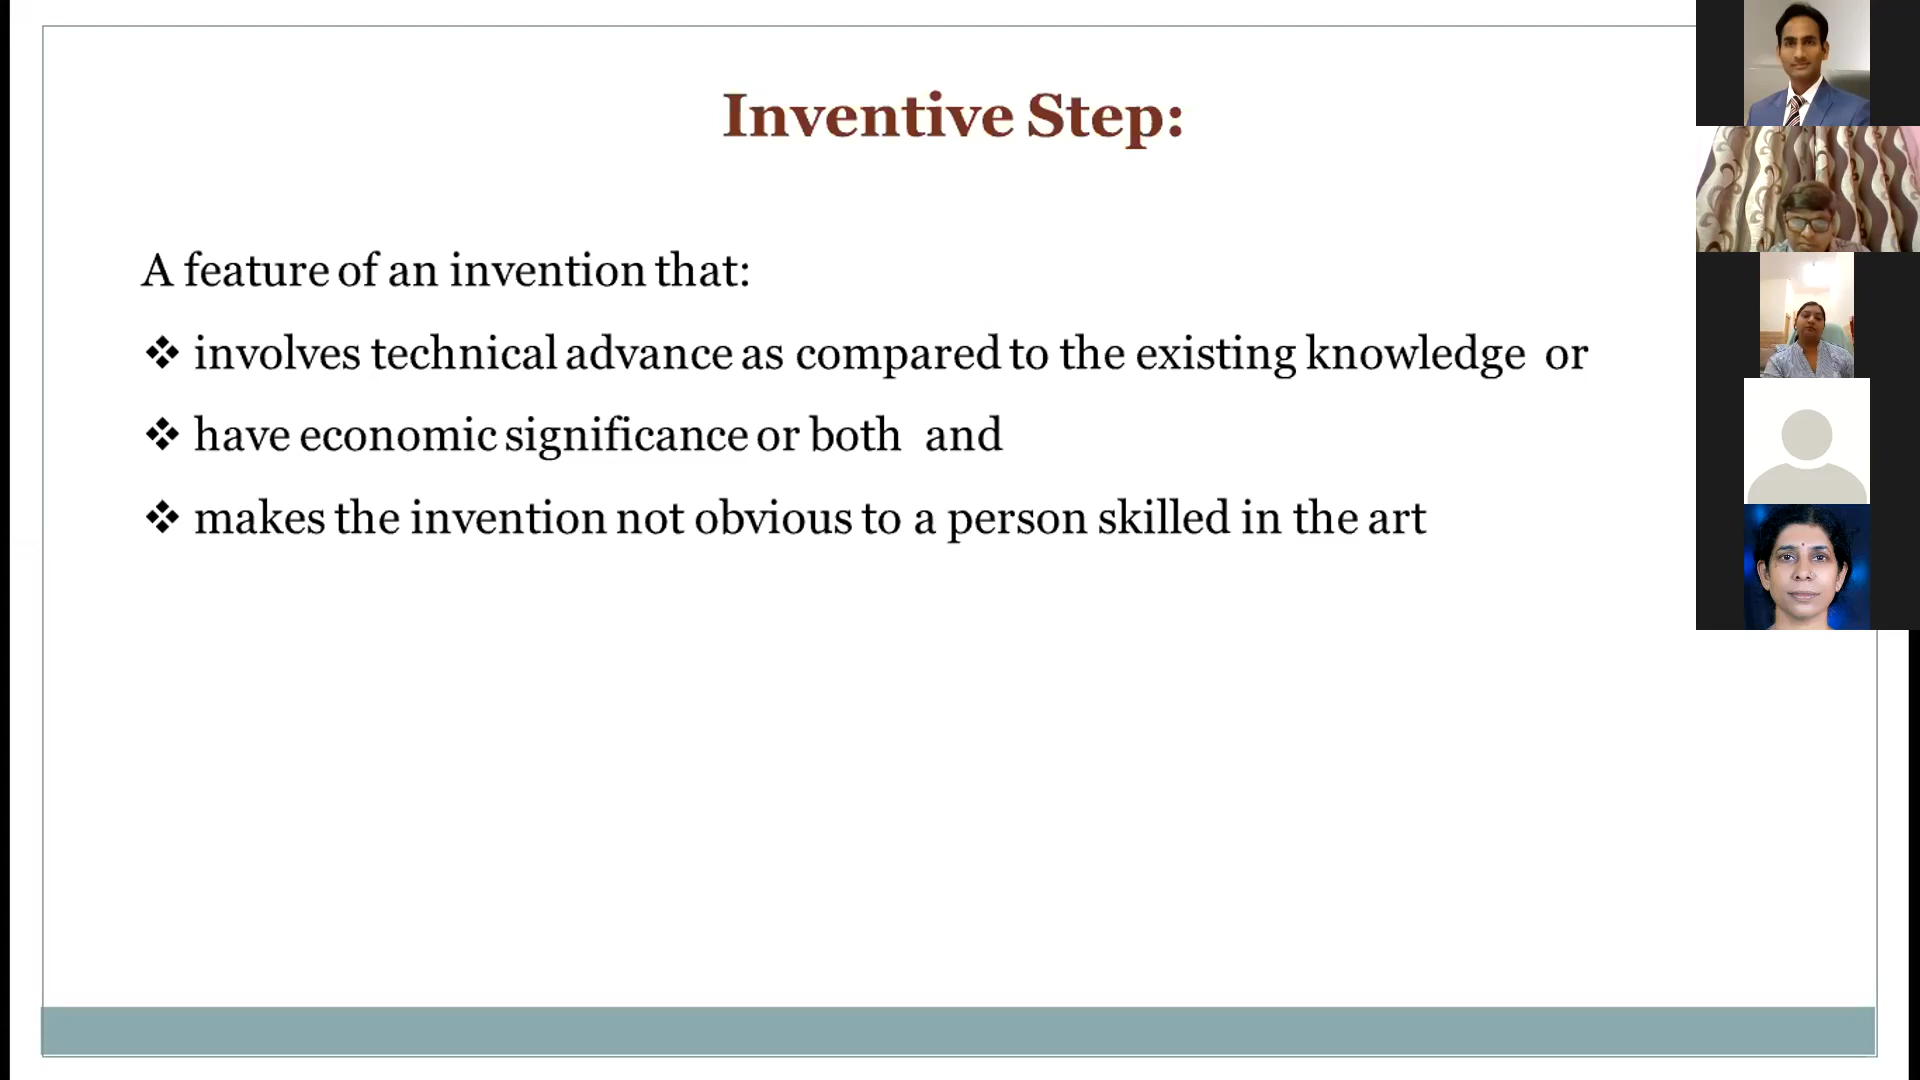 Inventive Step:
A feature of an invention that:
❖ involves technical advance as compared to the existing knowledge or
❖ have economic significance or both and
❖ makes the invention not obvious to a person skilled in the art